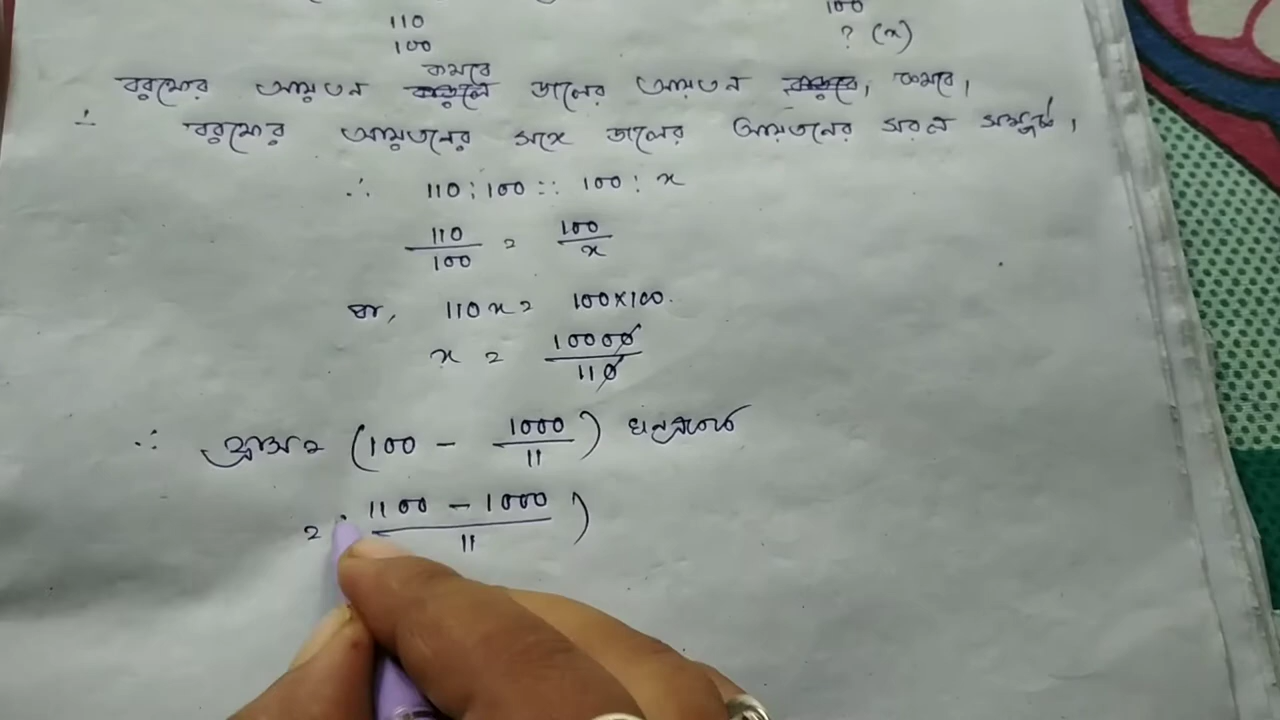 100
110
100 ? (x)
কমবে
বরফের আয়তন জলের আয়তন কমবে।
∴ বরফের আয়তনের সঙ্গে জলের আয়তনের সরল সম্পর্ক।
∴ 110 : 100 :: 100 : x
110/100 = 100/x
বা, 110x = 100×100.
x = 10000/110
∴ হ্রাস = (100 - 1000/11) ঘনসেমি
= 1100 - 1000/11 )